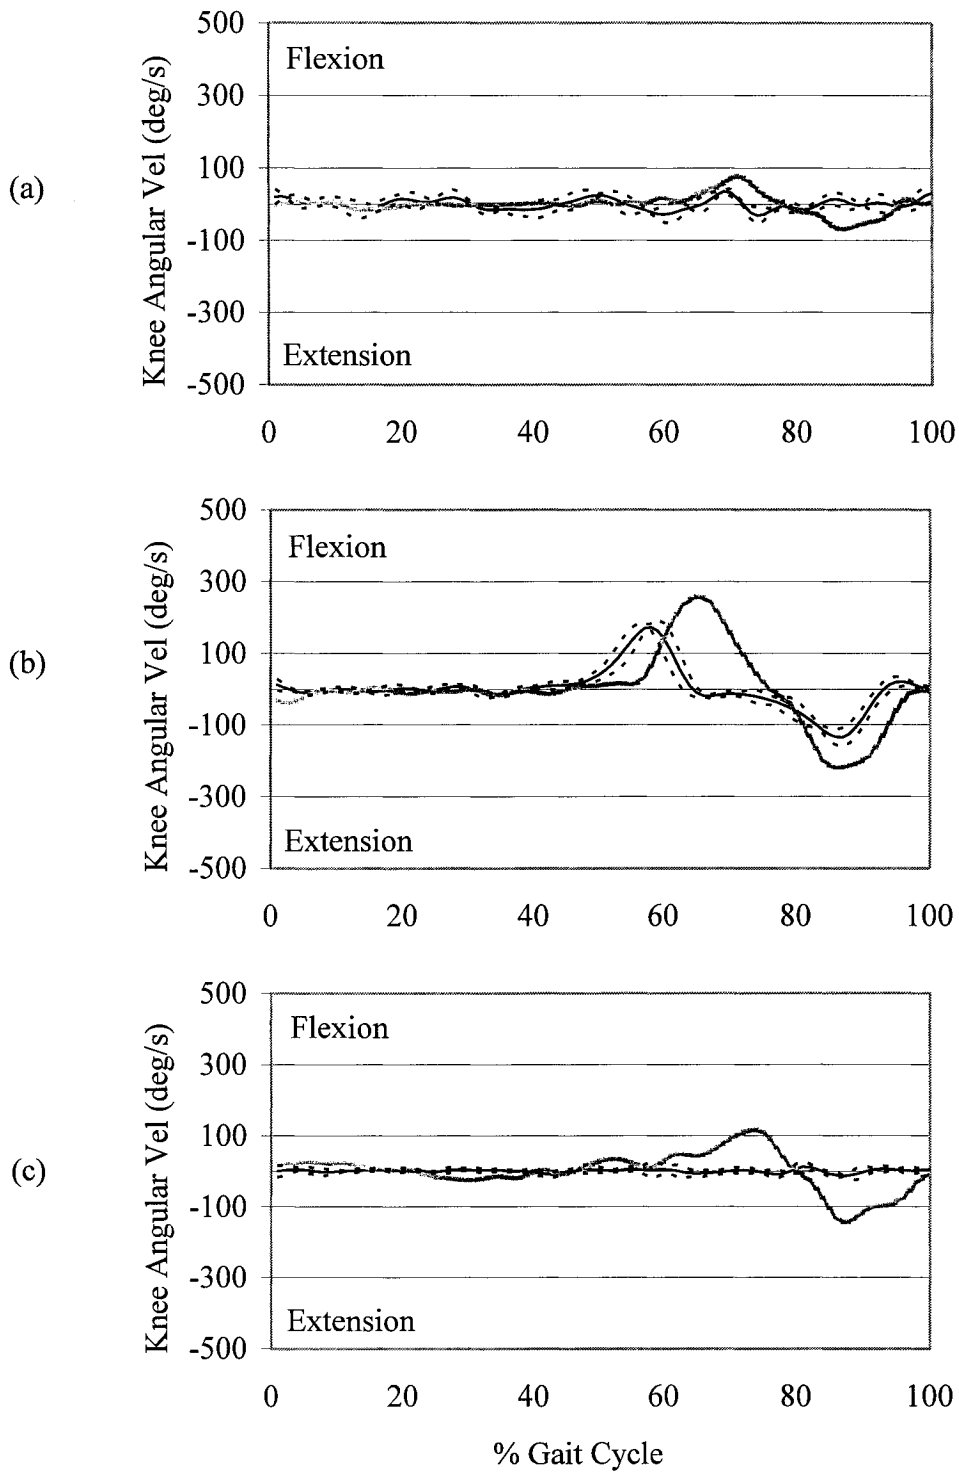 (a)
Knee Angular Vel (deg/s)
500
300
100
-100
-300
-500
Flexion
Extension
0 20 40 60 80 100
(b)
Knee Angular Vel (deg/s)
500
300
100
-100
-300
-500
Flexion
Extension
0 20 40 60 80 100
(c)
Knee Angular Vel (deg/s)
500
300
100
-100
-300
-500
Flexion
Extension
0 20 40 60 80 100
% Gait Cycle